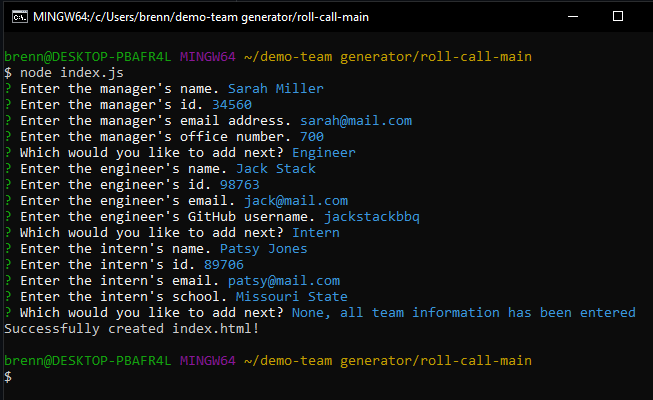 MINGW64:/c/Users/brenn/demo-team generator/roll-call-main
brenn@DESKTOP-PBAFR4L MINGW64 ~/demo-team generator/roll-call-main
$ node index.js
? Enter the manager's name. Sarah Miller
? Enter the manager's id. 34560
? Enter the manager's email address. sarah@mail.com
? Enter the manager's office number. 700
? Which would you like to add next? Engineer
? Enter the engineer's name. Jack Stack
? Enter the engineer's id. 98763
? Enter the engineer's email. jack@mail.com
? Enter the engineer's GitHub username. jackstackbbq
? Which would you like to add next? Intern
? Enter the intern's name. Patsy Jones
? Enter the intern's id. 89706
? Enter the intern's email. patsy@mail.com
? Enter the intern's school. Missouri State
? Which would you like to add next? None, all team information has been entered
Successfully created index.html!
brenn@DESKTOP-PBAFR4L MINGW64 ~/demo-team generator/roll-call-main
$